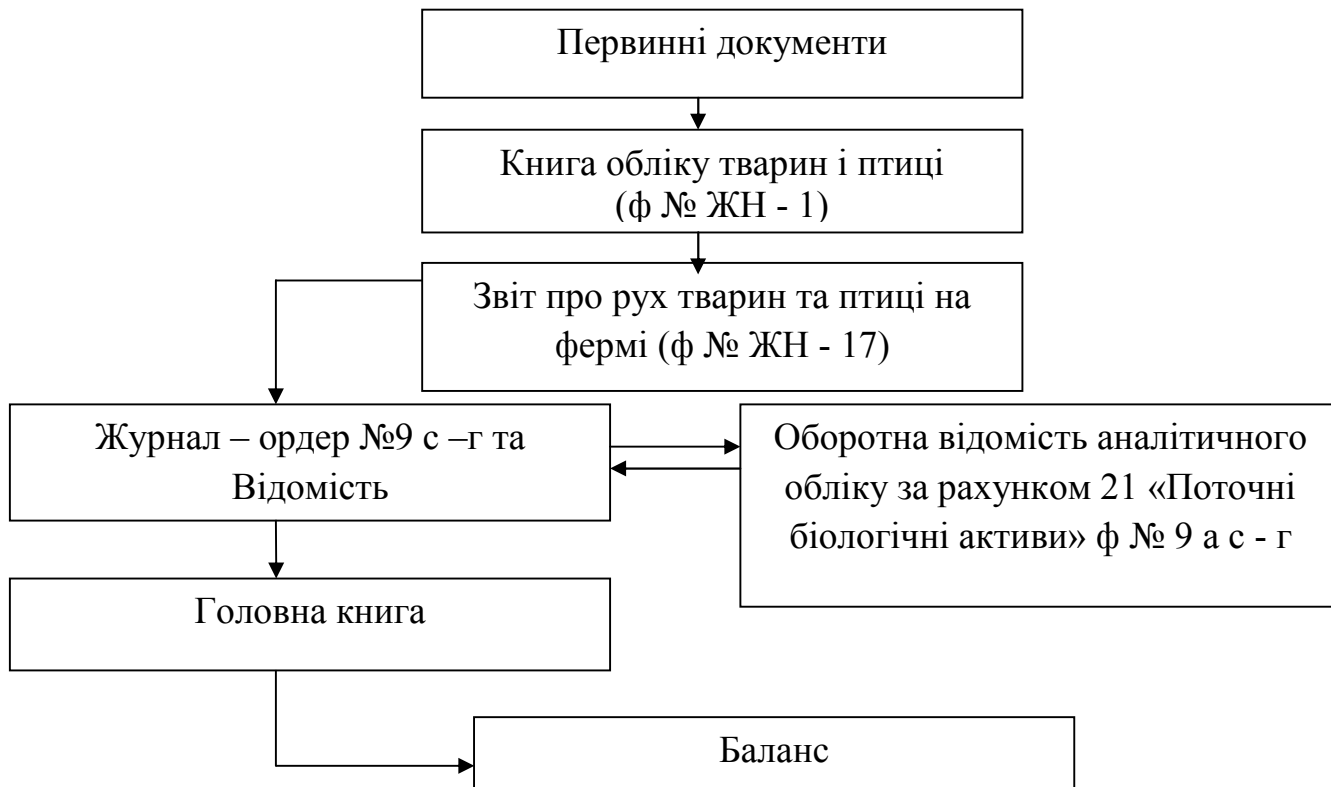 Первинні документи
Книга обліку тварин і птиці
(ф № ЖН - 1)
Звіт про рух тварин та птиці на
фермі (ф № ЖН - 17)
Журнал – ордер №9 с –г та
Відомість
Оборотна відомість аналітичного
обліку за рахунком 21 «Поточні
біологічні активи» ф № 9 а с - г
Головна книга
Баланс